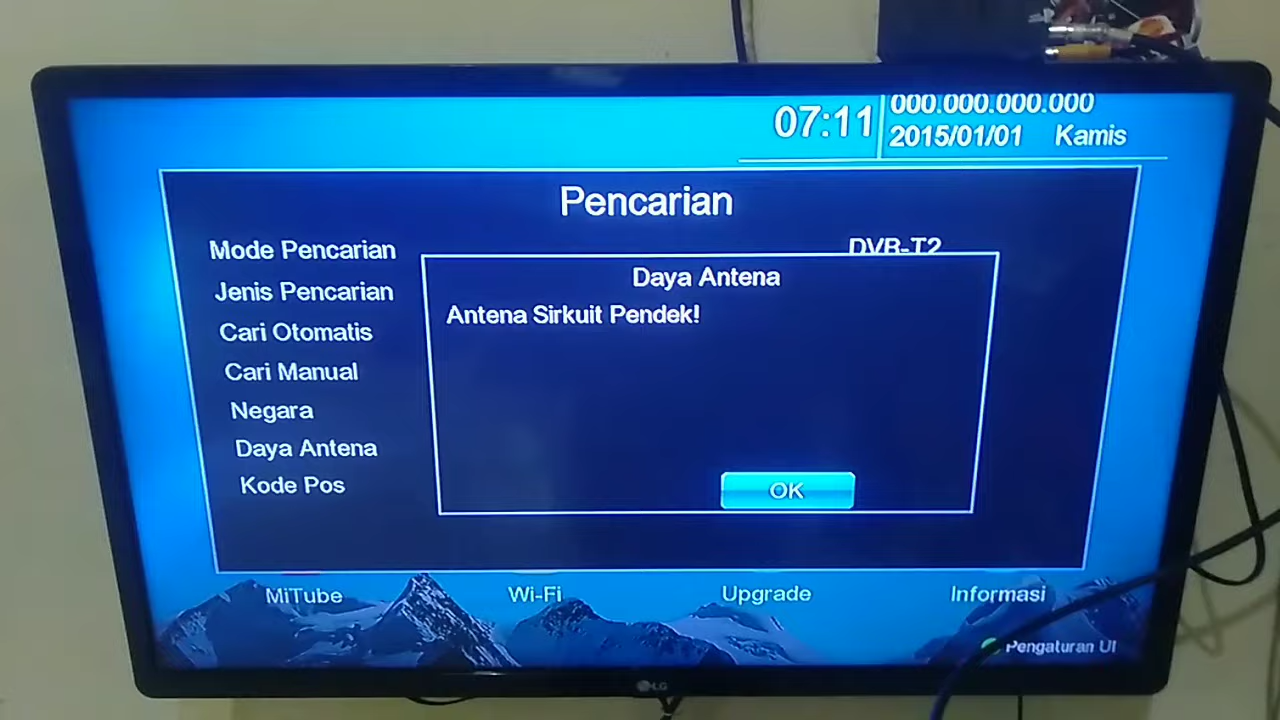 000.000.000.000
07:11
2015/01/01 Kamis
Pencarian
Mode Pencarian
DVB-T2
Jenis Pencarian
Cari Otomatis
Cari Manual
Negara
Daya Antena
Kode Pos
Daya Antena
Antena Sirkuit Pendek!
OK
MiTube Wi-Fi Upgrade Informasi
Pengaturan UI
LG